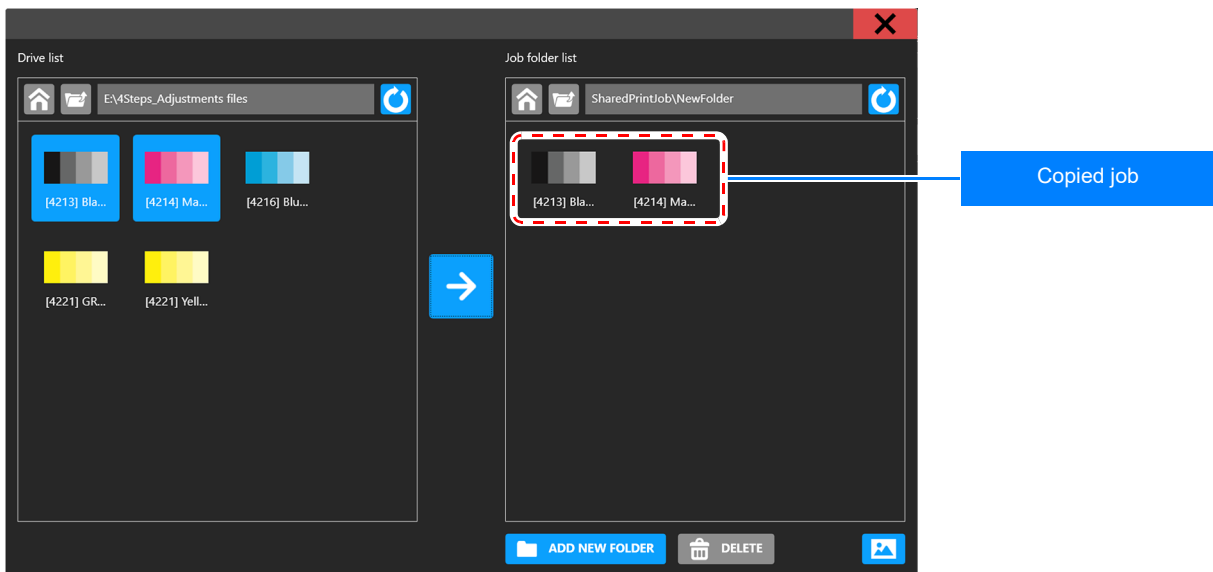 Drive list
Job folder list
E:\4Steps_Adjustments files
SharedPrintJob\NewFolder
[4213] Bla...
[4214] Ma...
[4216] Blu...
[4221] GR...
[4221] Yell...
[4213] Bla...
[4214] Ma...
Copied job
ADD NEW FOLDER
DELETE